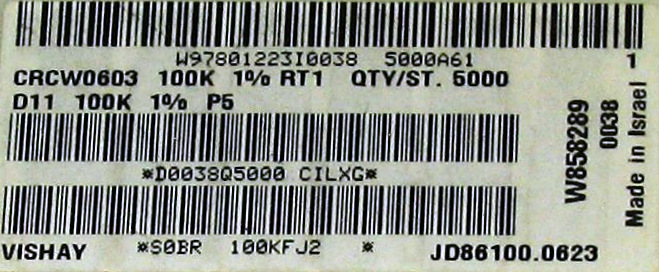 W97801223I0038 5000A61
CRCW0603 100K 1% RT1 QTY/ST. 5000
D11 100K 1% P5
*D0038Q5000 CILXG*
*S0BR 100KFJ2 *
VISHAY
JD86100.0623
W858289
0038
Made in Israel 1